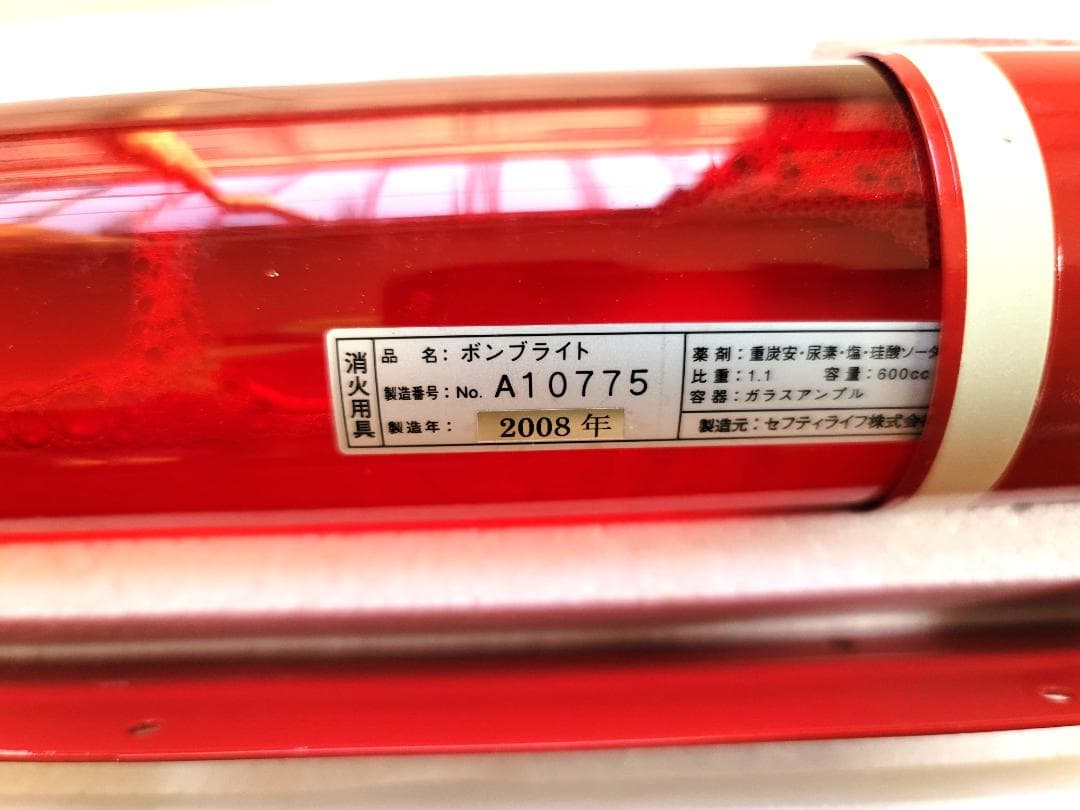 消火用具
品 名：ボンブライト
製造番号：No. A10775
製造年： 2008 年
薬 剤：重炭安・尿素・塩・珪酸ソー
比 重：1.1 容 量：600cc
容 器：ガラスアンプル
製造元：セフティライフ株式会